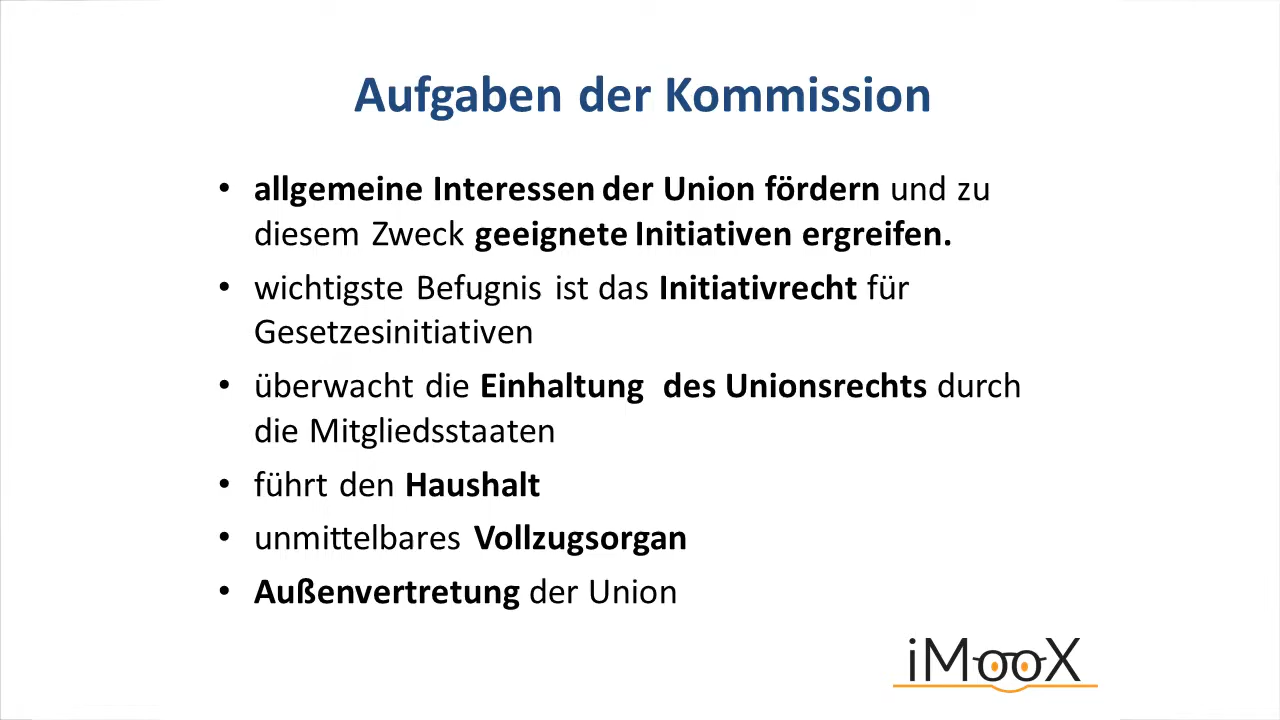 Aufgaben der Kommission
• allgemeine Interessen der Union fördern und zu
diesem Zweck geeignete Initiativen ergreifen.
• wichtigste Befugnis ist das Initiativrecht für
Gesetzesinitiativen
• überwacht die Einhaltung  des Unionsrechts durch
die Mitgliedsstaaten
• führt den Haushalt
• unmittelbares Vollzugsorgan
• Außenvertretung der Union
iMooX